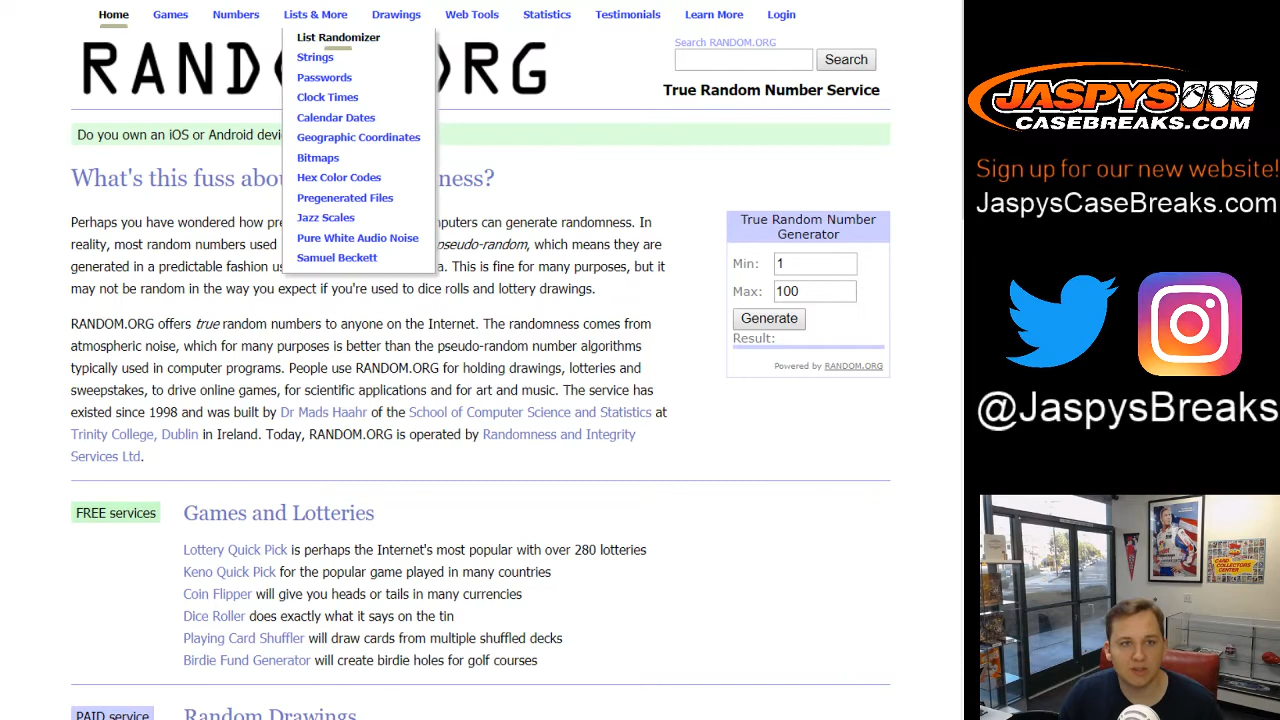 Home Games Numbers Lists & More Drawings Web Tools Statistics Testimonials Learn More Login
List Randomizer
Strings
Passwords
Clock Times
Calendar Dates
Geographic Coordinates
Bitmaps
Hex Color Codes
Pregenerated Files
Jazz Scales
Pure White Audio Noise
Samuel Beckett
RAND RG
Search RANDOM.ORG
Search
True Random Number Service
Do you own an iOS or Android devi
What's this fuss abou ness?
Perhaps you have wondered how pre puters can generate randomness. In
reality, most random numbers used pseudo-random, which means they are
generated in a predictable fashion us a. This is fine for many purposes, but it
may not be random in the way you expect if you're used to dice rolls and lottery drawings.
RANDOM.ORG offers true random numbers to anyone on the Internet. The randomness comes from
atmospheric noise, which for many purposes is better than the pseudo-random number algorithms
typically used in computer programs. People use RANDOM.ORG for holding drawings, lotteries and
sweepstakes, to drive online games, for scientific applications and for art and music. The service has
existed since 1998 and was built by Dr Mads Haahr of the School of Computer Science and Statistics at
Trinity College, Dublin in Ireland. Today, RANDOM.ORG is operated by Randomness and Integrity
Services Ltd.
True Random Number
Generator
Min: 1
Max: 100
Generate
Result:
Powered by RANDOM.ORG
FREE services
Games and Lotteries
Lottery Quick Pick is perhaps the Internet's most popular with over 280 lotteries
Keno Quick Pick for the popular game played in many countries
Coin Flipper will give you heads or tails in many currencies
Dice Roller does exactly what it says on the tin
Playing Card Shuffler will draw cards from multiple shuffled decks
Birdie Fund Generator will create birdie holes for golf courses
PAID service
Random Drawings
JASPYS
CASEBREAKS.COM
Sign up for our new website!
JaspysCaseBreaks.com
@JaspysBreaks
CARD
COLLECTORS
CENTER